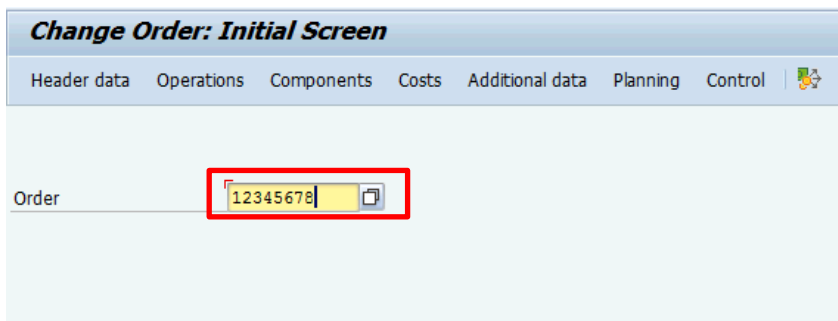 Change Order: Initial Screen
Header data Operations Components Costs Additional data Planning Control
Order 12345678